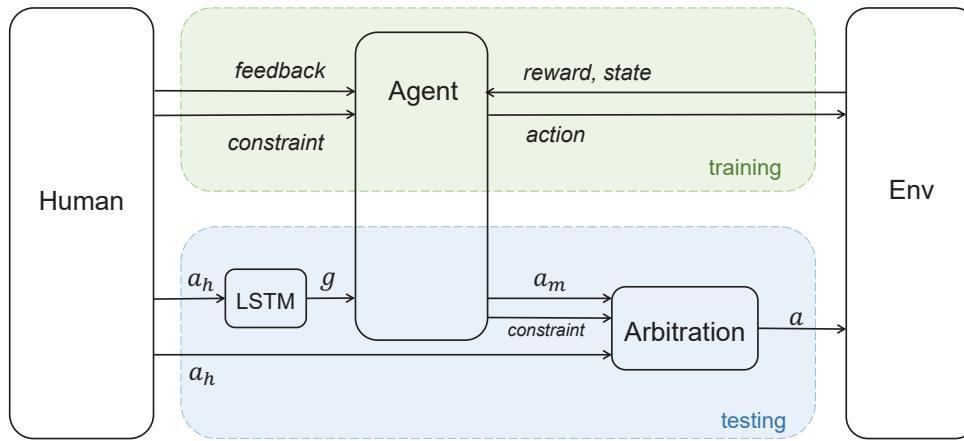 feedback
Agent
reward, state
constraint
action
training
Human
Env
a_h
LSTM
g
a_m
constraint
Arbitration
a
a_h
testing